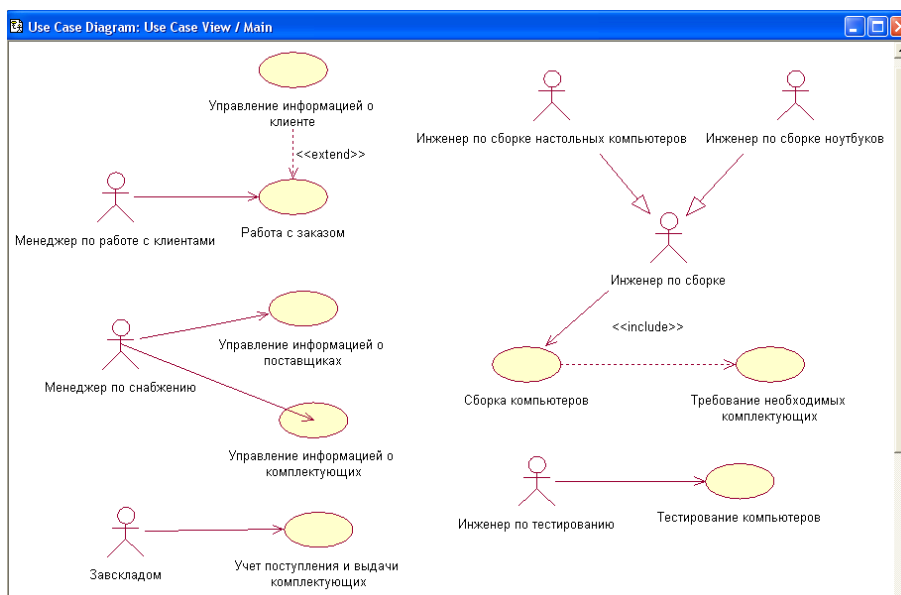 Use Case Diagram: Use Case View / Main
Управление информацией о
клиенте
<<extend>>
Работа с заказом
Менеджер по работе с клиентами
Управление информацией о
поставщиках
Менеджер по снабжению
Управление информацией о
комплектующих
Учет поступления и выдачи
комплектующих
Завскладом
Инженер по сборке настольных компьютеров
Инженер по сборке ноутбуков
Инженер по сборке
<<include>>
Сборка компьютеров
Требование необходимых
комплектующих
Инженер по тестированию
Тестирование компьютеров